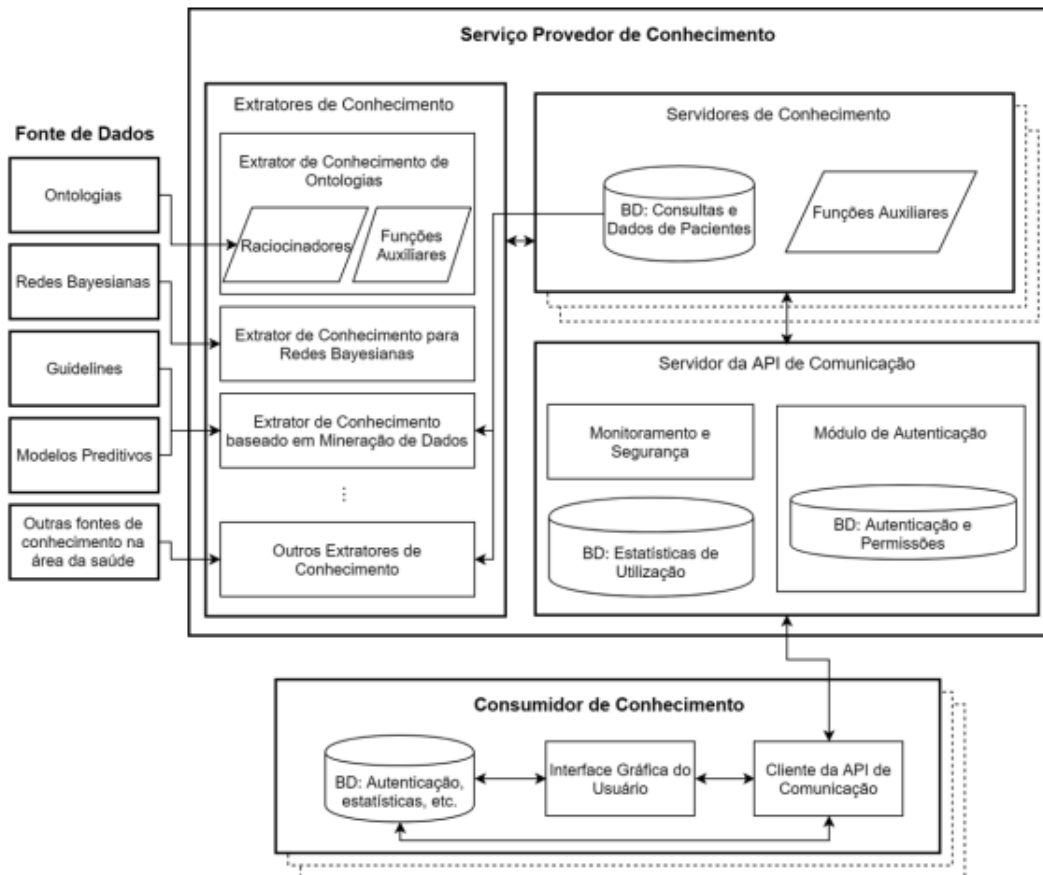 Serviço Provedor de Conhecimento
Fonte de Dados
Ontologias
Redes Bayesianas
Guidelines
Modelos Preditivos
Outras fontes de
conhecimento na
área da saúde
Extratores de Conhecimento
Extrator de Conhecimento de
Ontologias
Raciocinadores
Funções
Auxiliares
Extrator de Conhecimento para
Redes Bayesianas
Extrator de Conhecimento
baseado em Mineração de Dados
...
Outros Extratores de
Conhecimento
Servidores de Conhecimento
BD: Consultas e
Dados de Pacientes
Funções Auxiliares
Servidor da API de Comunicação
Monitoramento e
Segurança
BD: Estatísticas de
Utilização
Módulo de Autenticação
BD: Autenticação e
Permissões
Consumidor de Conhecimento
BD: Autenticação,
estatísticas, etc.
Interface Gráfica do
Usuário
Cliente da API de
Comunicação